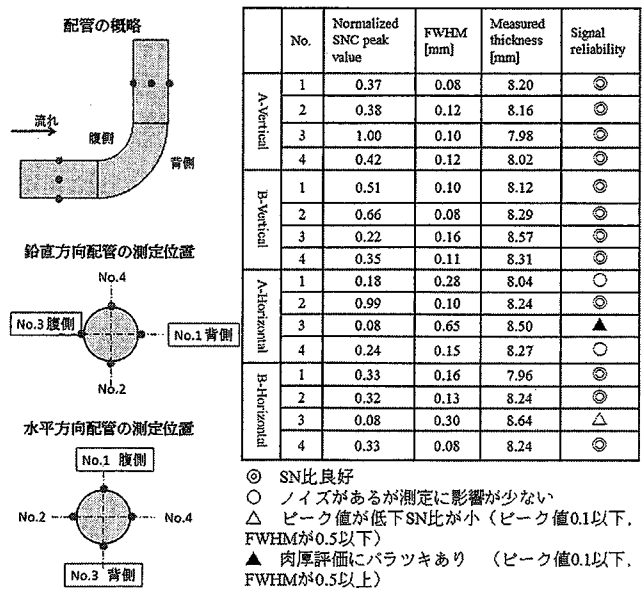 配管の概略
流れ
腹側
背側
鉛直方向配管の測定位置
No.4
No.3 腹側
No.1 背側
No.2
水平方向配管の測定位置
No.1 腹側
No.2
No.4
No.3 背側
No. Normalized SNC peak value FWHM [mm] Measured thickness [mm] Signal reliability
A-Vertical
1 0.37 0.08 8.20 ◎
2 0.38 0.12 8.16 ◎
3 1.00 0.10 7.98 ◎
4 0.42 0.12 8.02 ◎
B-Vertical
1 0.51 0.10 8.12 ◎
2 0.66 0.08 8.29 ◎
3 0.22 0.16 8.57 ◎
4 0.35 0.11 8.31 ◎
A-Horizontal
1 0.18 0.28 8.04 ○
2 0.99 0.10 8.24 ◎
3 0.08 0.65 8.50 ▲
4 0.24 0.15 8.27 ○
B-Horizontal
1 0.33 0.16 7.96 ◎
2 0.32 0.13 8.24 ◎
3 0.08 0.30 8.64 △
4 0.33 0.08 8.24 ◎
◎ SN比良好
○ ノイズがあるが測定に影響が少ない
△ ピーク値が低下SN比が小（ピーク値0.1以下，
FWHMが0.5以下）
▲ 肉厚評価にバラツキあり （ピーク値0.1以下，
FWHMが0.5以上）